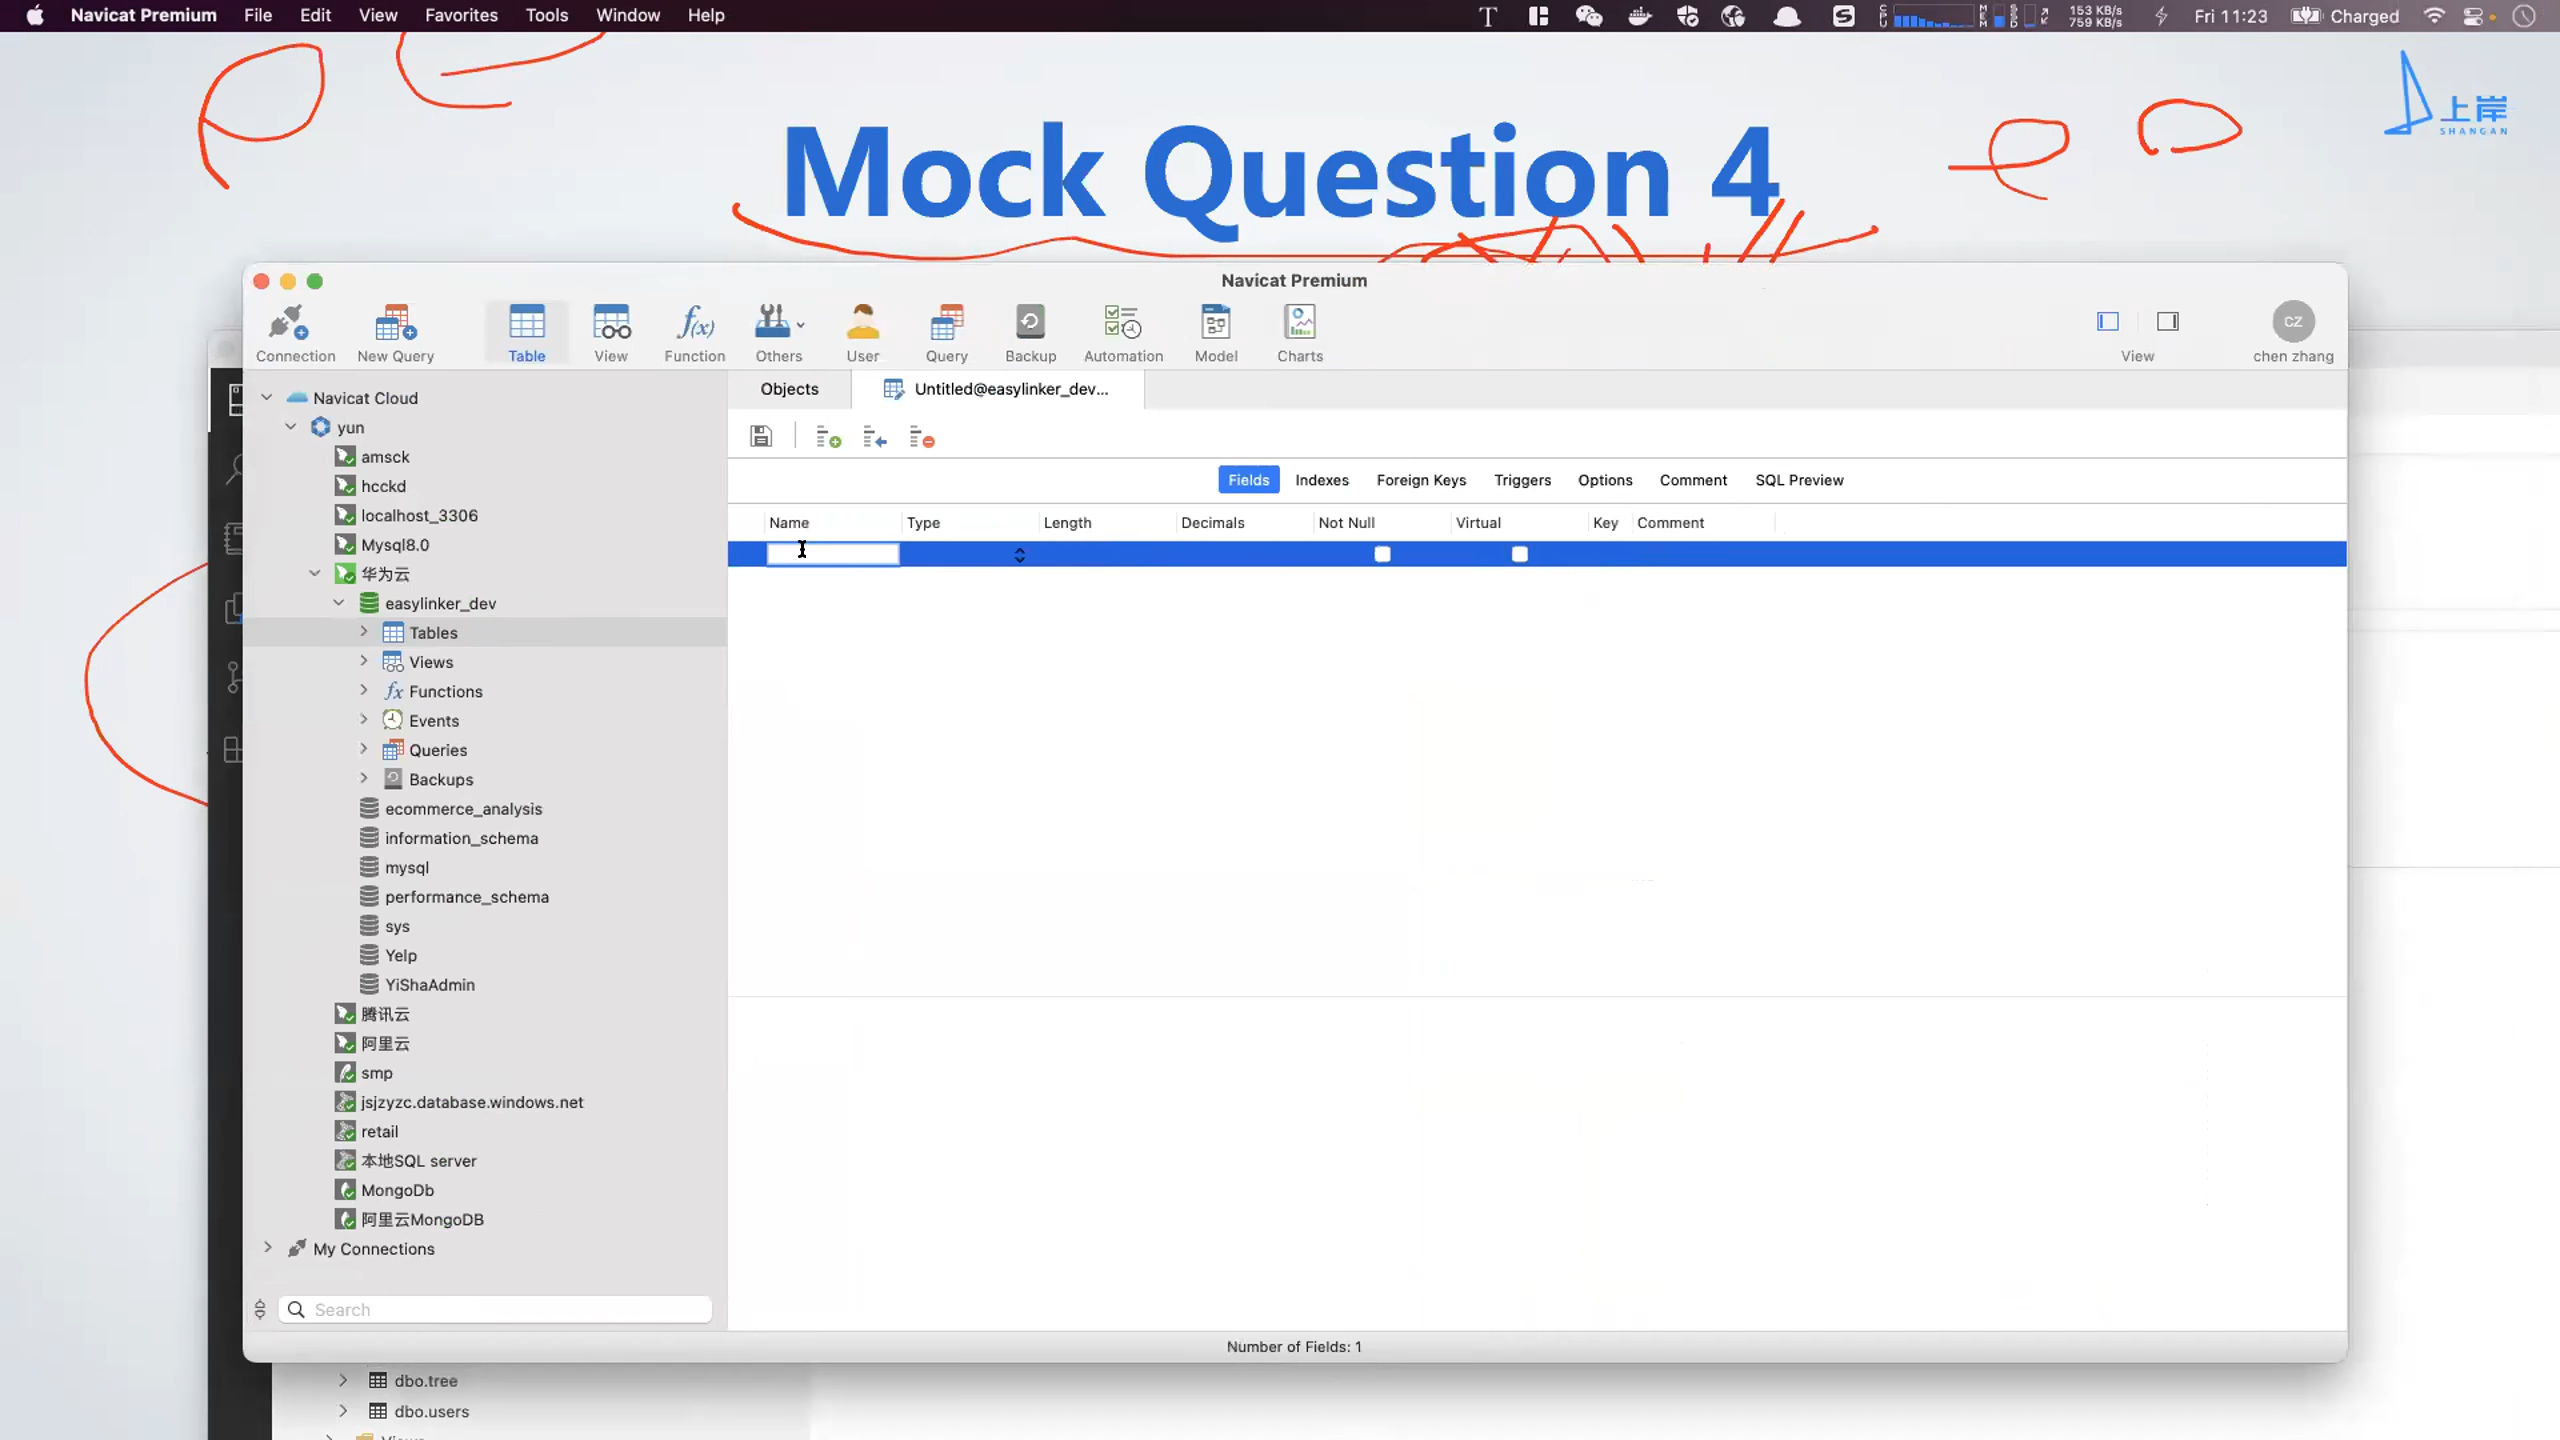 Navicat Premium File Edit View Favorites Tools Window Help
153 KB/s
759 KB/s
Fri 11:23 Charged
上岸
SHANGAN
Mock Question 4
Navicat Premium
Connection New Query Table View Function Others User Query Backup Automation Model Charts View
CZ
chen zhang
Objects Untitled@easylinker_dev...
Fields Indexes Foreign Keys Triggers Options Comment SQL Preview
Name Type Length Decimals Not Null Virtual Key Comment
Navicat Cloud
yun
amsck
hcckd
localhost_3306
Mysql8.0
华为云
easylinker_dev
Tables
Views
Functions
Events
Queries
Backups
ecommerce_analysis
information_schema
mysql
performance_schema
sys
Yelp
YiShaAdmin
腾讯云
阿里云
smp
jsjzyzc.database.windows.net
retail
本地SQL server
MongoDb
阿里云MongoDB
My Connections
Search
Number of Fields: 1
dbo.tree
dbo.users